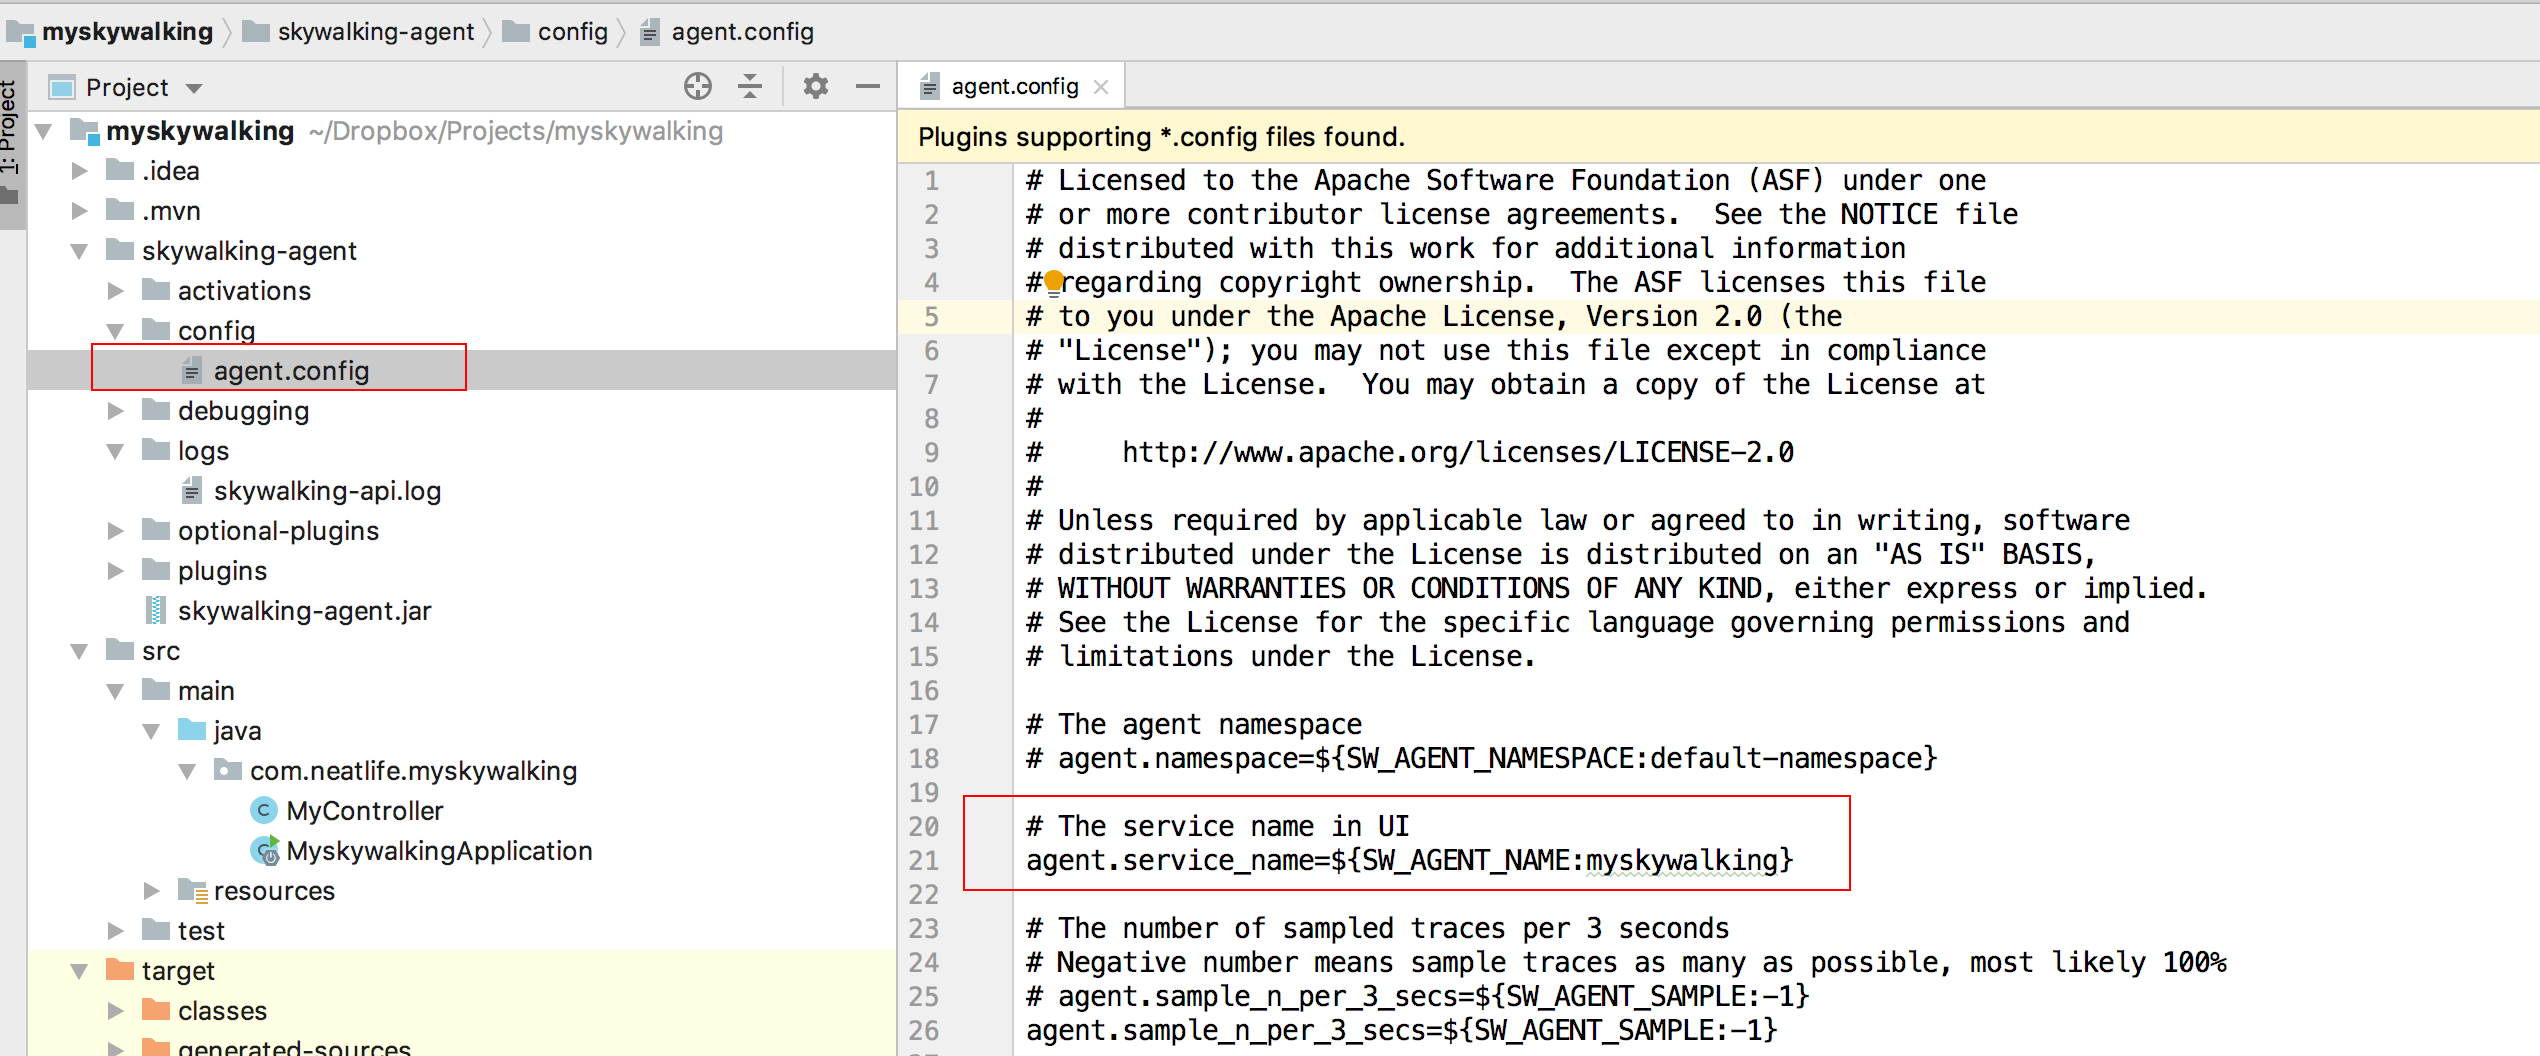 myskywalking skywalking-agent config agent.config
1: Project
Project
myskywalking ~/Dropbox/Projects/myskywalking
.idea
.mvn
skywalking-agent
activations
config
agent.config
debugging
logs
skywalking-api.log
optional-plugins
plugins
skywalking-agent.jar
src
main
java
com.neatlife.myskywalking
MyController
MyskywalkingApplication
resources
test
target
classes
generated-sources
agent.config
Plugins supporting *.config files found.
1 # Licensed to the Apache Software Foundation (ASF) under one
2 # or more contributor license agreements.  See the NOTICE file
3 # distributed with this work for additional information
4 # regarding copyright ownership.  The ASF licenses this file
5 # to you under the Apache License, Version 2.0 (the
6 # "License"); you may not use this file except in compliance
7 # with the License.  You may obtain a copy of the License at
8 #
9 #     http://www.apache.org/licenses/LICENSE-2.0
10 #
11 # Unless required by applicable law or agreed to in writing, software
12 # distributed under the License is distributed on an "AS IS" BASIS,
13 # WITHOUT WARRANTIES OR CONDITIONS OF ANY KIND, either express or implied.
14 # See the License for the specific language governing permissions and
15 # limitations under the License.
16
17 # The agent namespace
18 # agent.namespace=${SW_AGENT_NAMESPACE:default-namespace}
19
20 # The service name in UI
21 agent.service_name=${SW_AGENT_NAME:myskywalking}
22
23 # The number of sampled traces per 3 seconds
24 # Negative number means sample traces as many as possible, most likely 100%
25 # agent.sample_n_per_3_secs=${SW_AGENT_SAMPLE:-1}
26 agent.sample_n_per_3_secs=${SW_AGENT_SAMPLE:-1}